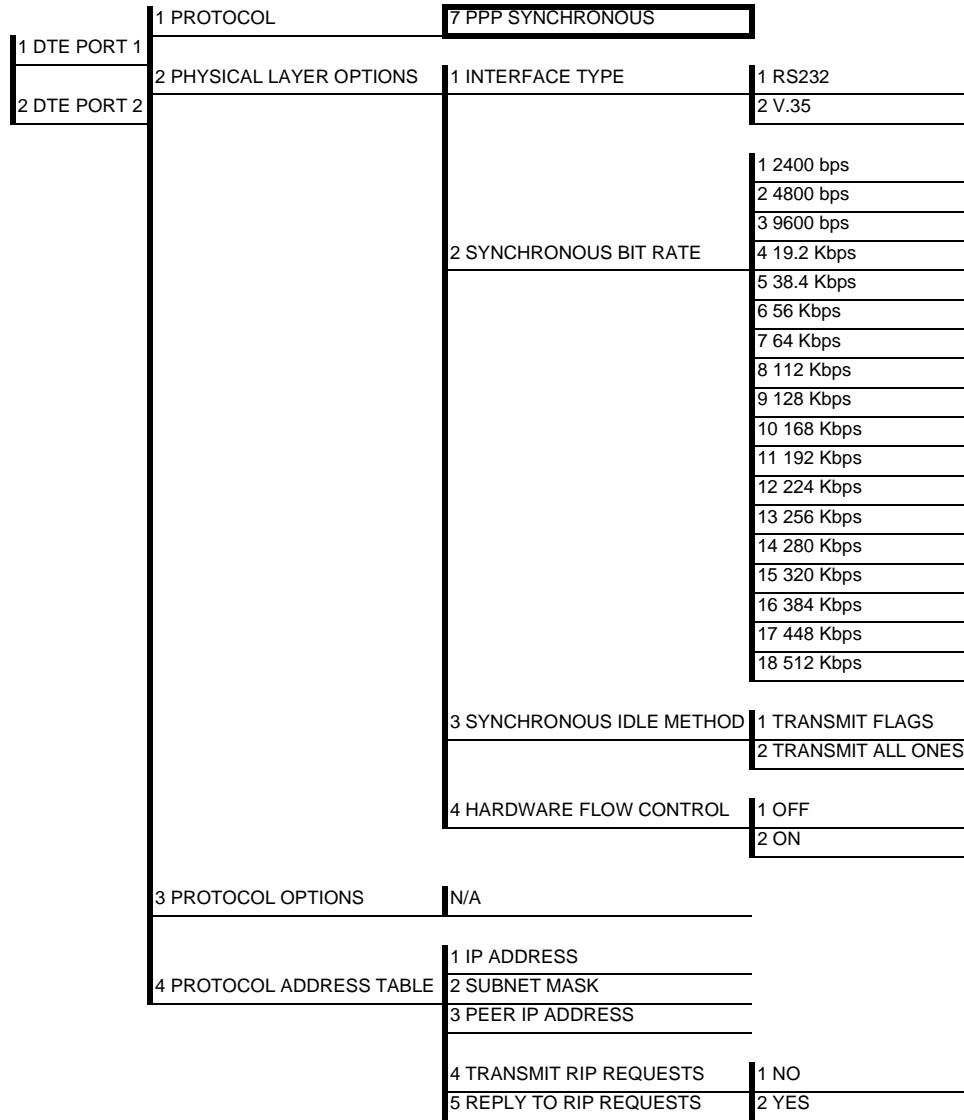 1 PROTOCOL
7 PPP SYNCHRONOUS
1 DTE PORT 1
2 DTE PORT 2
2 PHYSICAL LAYER OPTIONS
1 INTERFACE TYPE
1 RS232
2 V.35
2 SYNCHRONOUS BIT RATE
1 2400 bps
2 4800 bps
3 9600 bps
4 19.2 Kbps
5 38.4 Kbps
6 56 Kbps
7 64 Kbps
8 112 Kbps
9 128 Kbps
10 168 Kbps
11 192 Kbps
12 224 Kbps
13 256 Kbps
14 280 Kbps
15 320 Kbps
16 384 Kbps
17 448 Kbps
18 512 Kbps
3 SYNCHRONOUS IDLE METHOD
1 TRANSMIT FLAGS
2 TRANSMIT ALL ONES
4 HARDWARE FLOW CONTROL
1 OFF
2 ON
3 PROTOCOL OPTIONS
N/A
4 PROTOCOL ADDRESS TABLE
1 IP ADDRESS
2 SUBNET MASK
3 PEER IP ADDRESS
4 TRANSMIT RIP REQUESTS
5 REPLY TO RIP REQUESTS
1 NO
2 YES